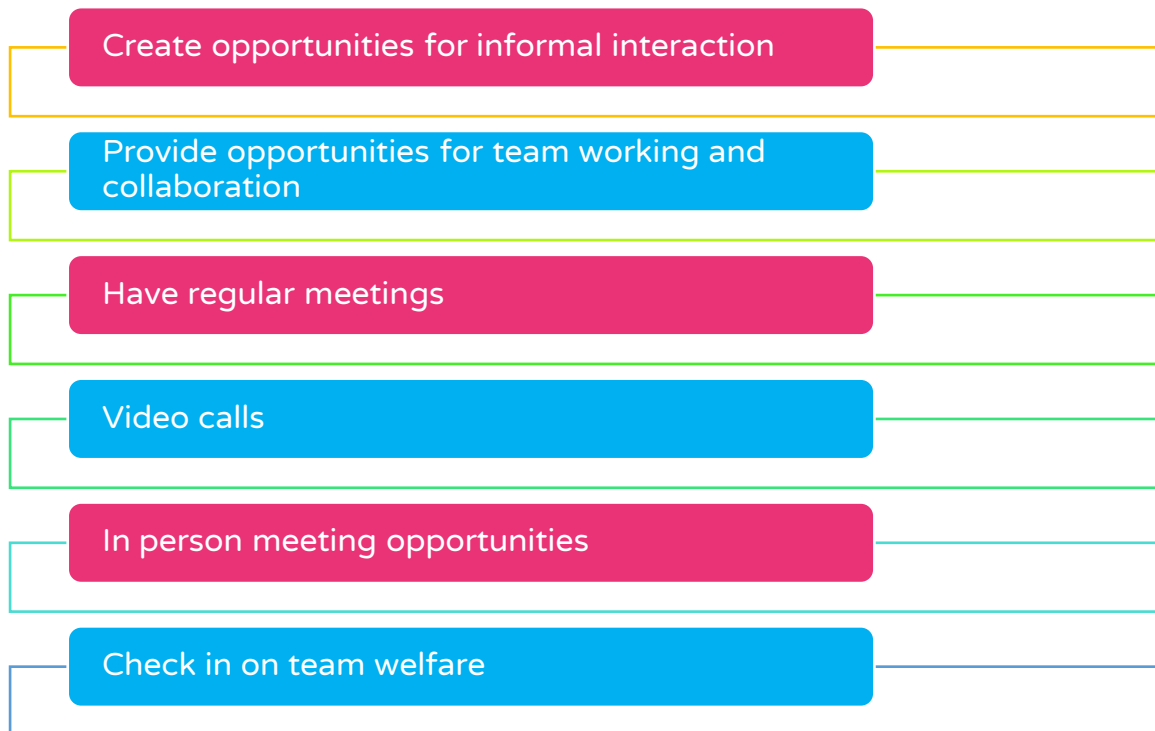 Create opportunities for informal interaction
Provide opportunities for team working and
collaboration
Have regular meetings
Video calls
In person meeting opportunities
Check in on team welfare